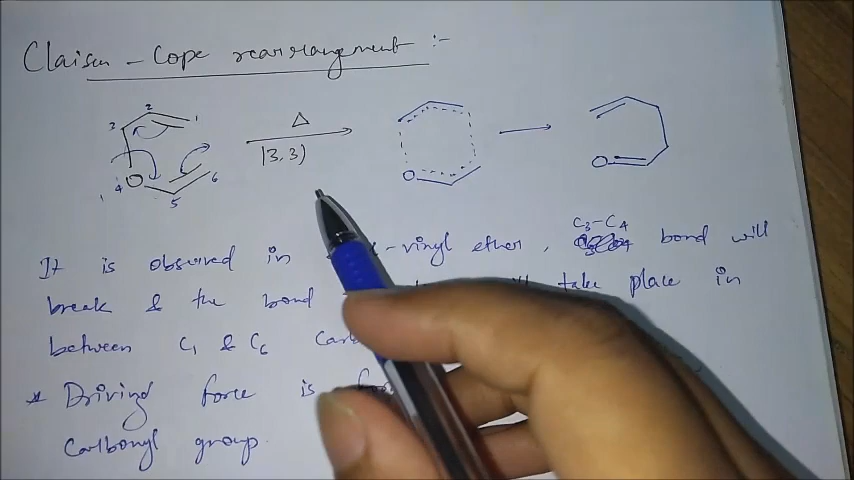 Claisen - Cope rearrangement :-
2
3 1
Δ
(3,3)
4 O 6
5
1
O
O
It is observed in - vinyl ether, C3-C4 bond will
break & the bond take place in
between C1 & C6
* Driving force is
Carbonyl group.